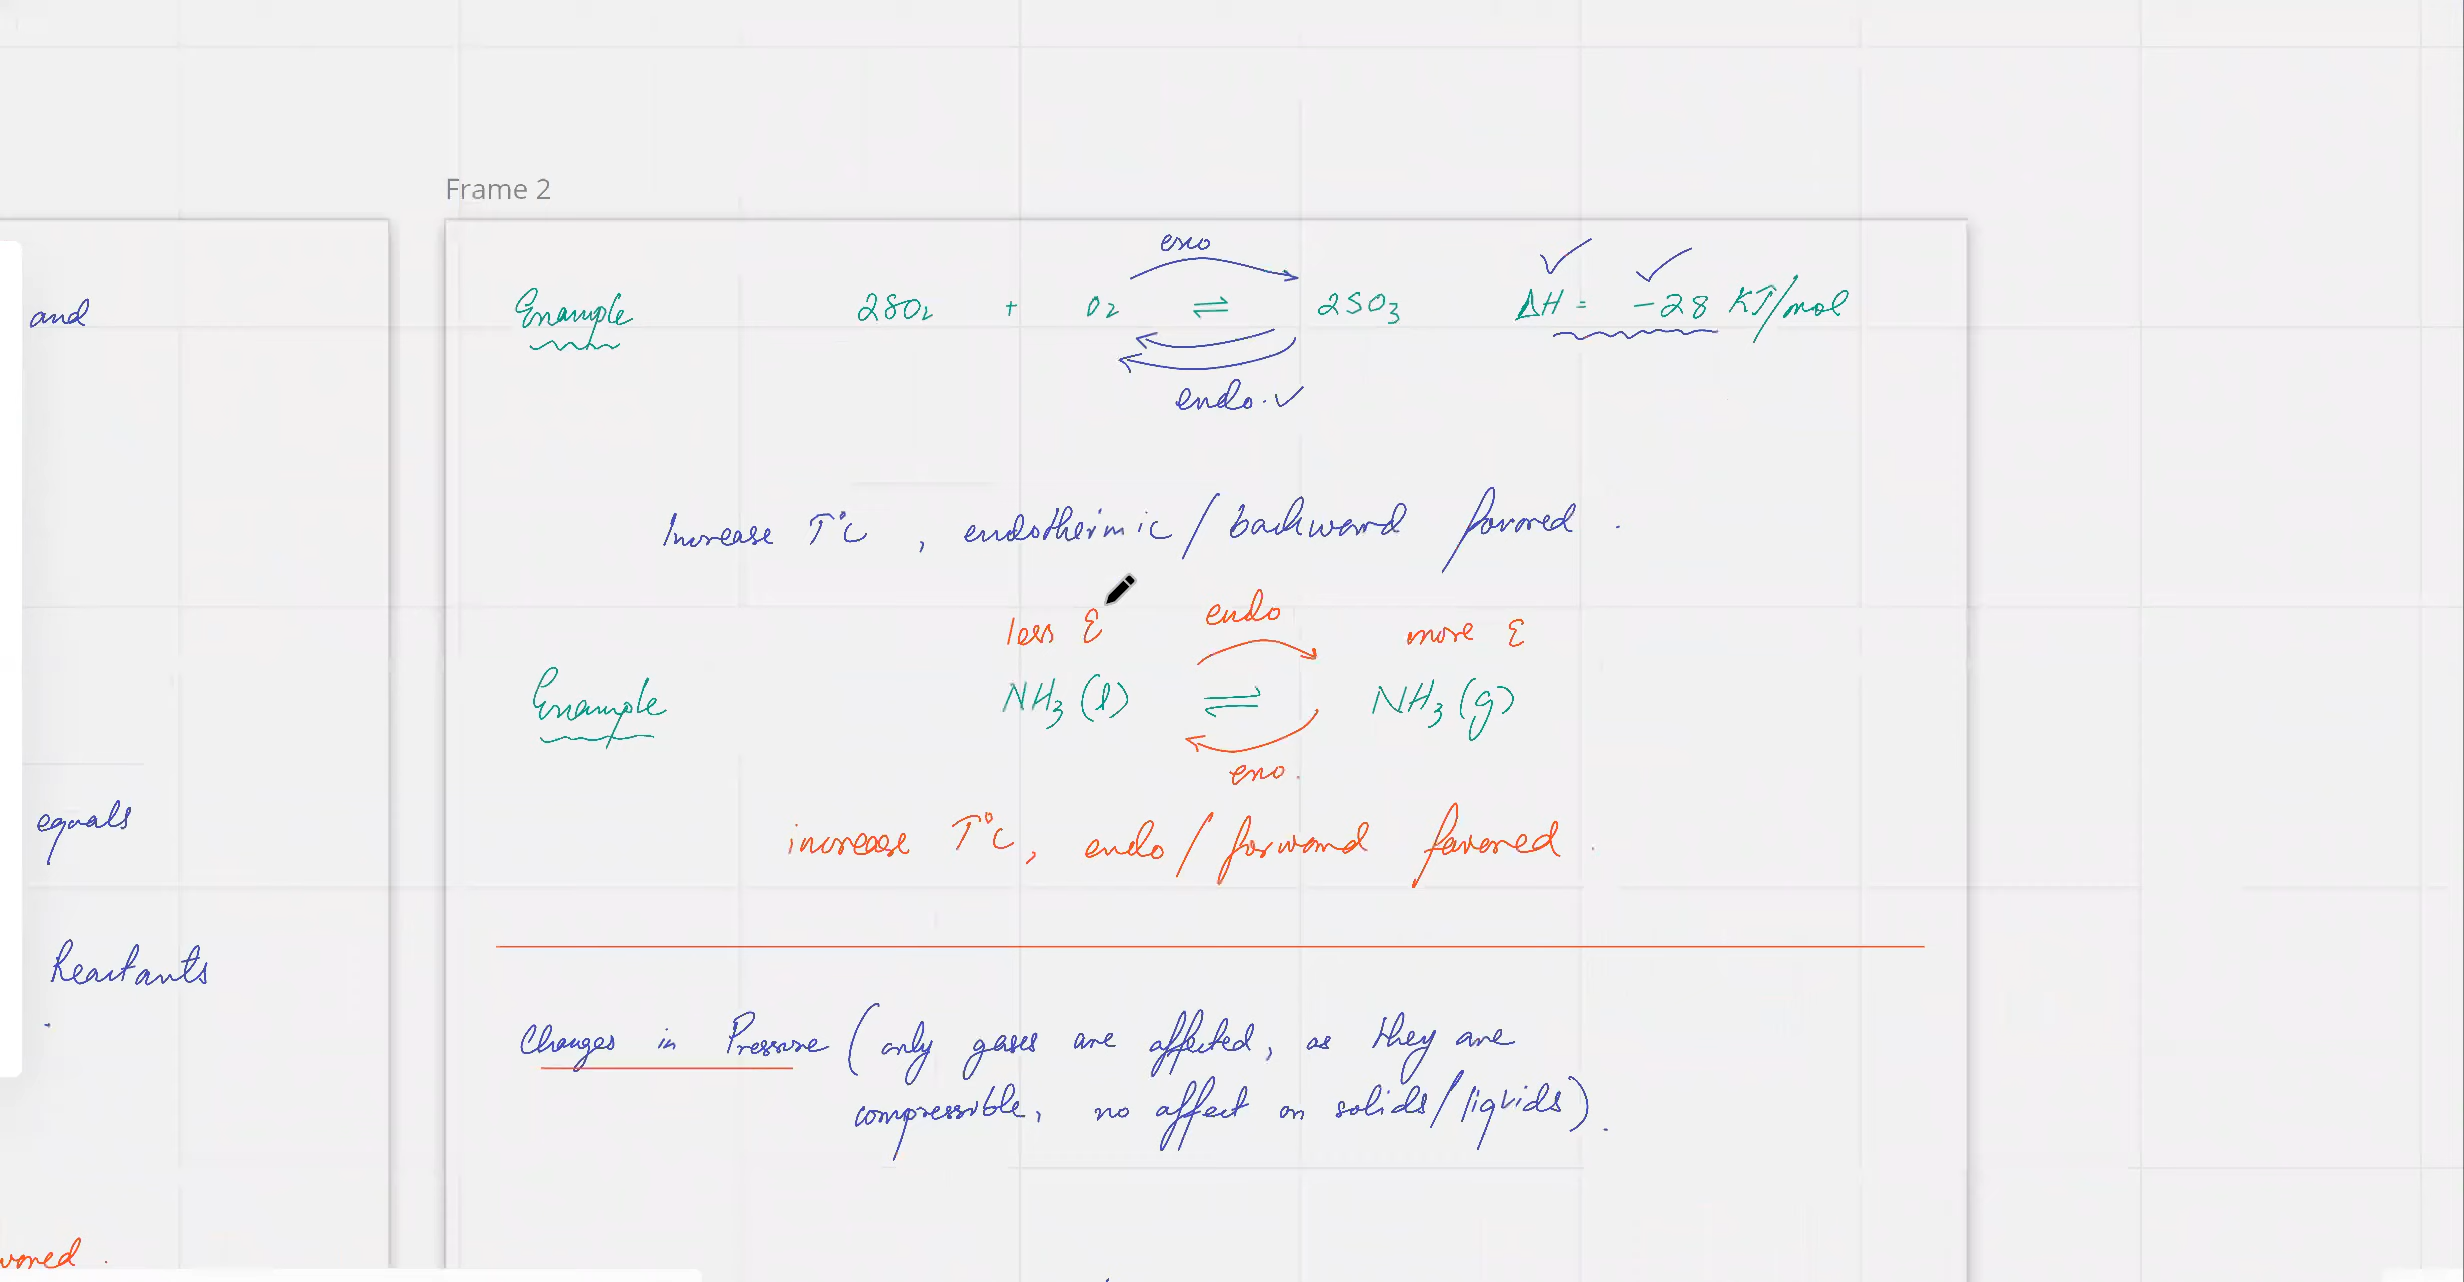 Frame 2
and
exo
Example 2SO2 + O2 ⇌ 2SO3 ΔH = -28 KJ/mol
endo. ✓
Increase T°C, endothermic/backward favored.
less E endo more E
Example NH3(l) ⇌ NH3(g)
exo.
equals
increase T°C, endo/forward favored.
Reactants
.
Changes in Pressure (only gases are affected, as they are
compressible, no affect on solids/liquids).